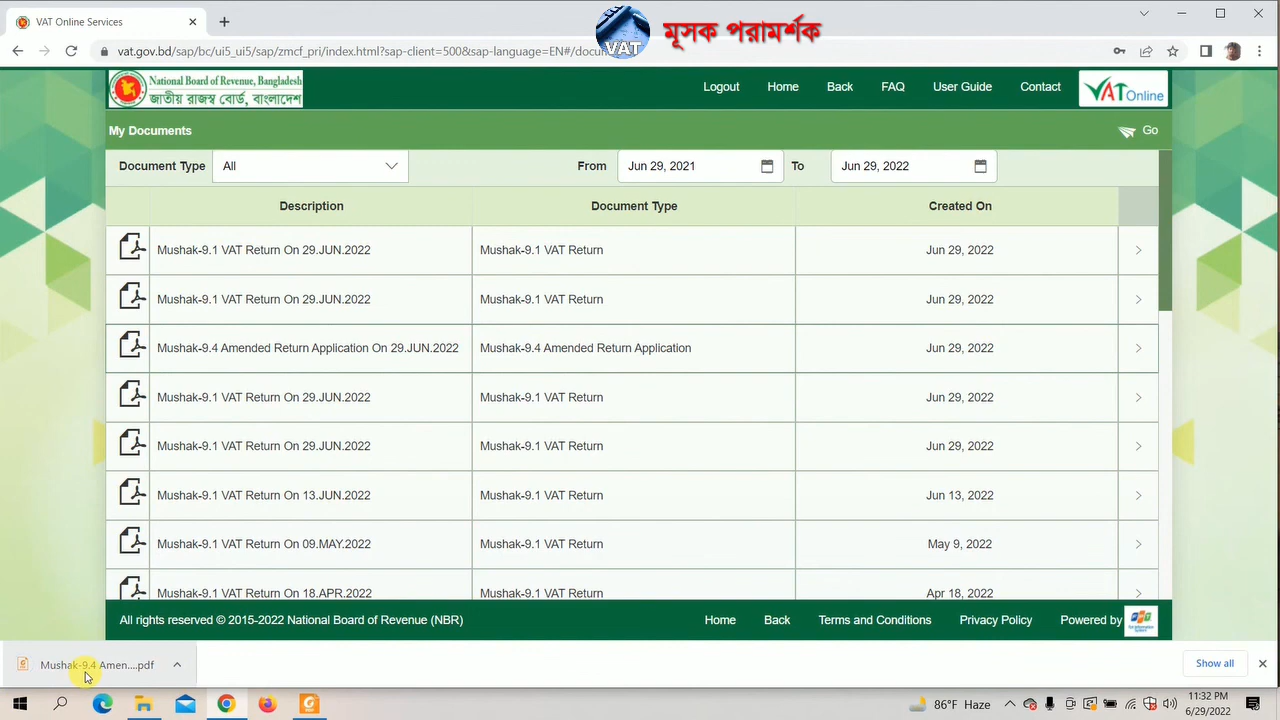 VAT Online Services
VAT মূসক পরামর্শক
vat.gov.bd/sap/bc/ui5_ui5/sap/zmcf_pri/index.html?sap-client=500&sap-language=EN#/docu
National Board of Revenue, Bangladesh
জাতীয় রাজস্ব বোর্ড, বাংলাদেশ
Logout Home Back FAQ User Guide Contact VAT Online
My Documents Go
Document Type All From Jun 29, 2021 To Jun 29, 2022
Description Document Type Created On
Mushak-9.1 VAT Return On 29.JUN.2022 Mushak-9.1 VAT Return Jun 29, 2022
Mushak-9.1 VAT Return On 29.JUN.2022 Mushak-9.1 VAT Return Jun 29, 2022
Mushak-9.4 Amended Return Application On 29.JUN.2022 Mushak-9.4 Amended Return Application Jun 29, 2022
Mushak-9.1 VAT Return On 29.JUN.2022 Mushak-9.1 VAT Return Jun 29, 2022
Mushak-9.1 VAT Return On 29.JUN.2022 Mushak-9.1 VAT Return Jun 29, 2022
Mushak-9.1 VAT Return On 13.JUN.2022 Mushak-9.1 VAT Return Jun 13, 2022
Mushak-9.1 VAT Return On 09.MAY.2022 Mushak-9.1 VAT Return May 9, 2022
Mushak-9.1 VAT Return On 18.APR.2022 Mushak-9.1 VAT Return Apr 18, 2022
All rights reserved © 2015-2022 National Board of Revenue (NBR) Home Back Terms and Conditions Privacy Policy Powered by
Mushak-9.4 Amen....pdf Show all
86°F Haze 11:32 PM
6/29/2022